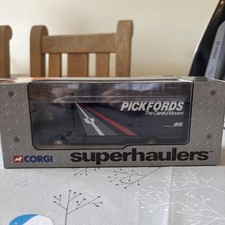 PICKFORDS
The Careful Movers
CORGI
superhaulers